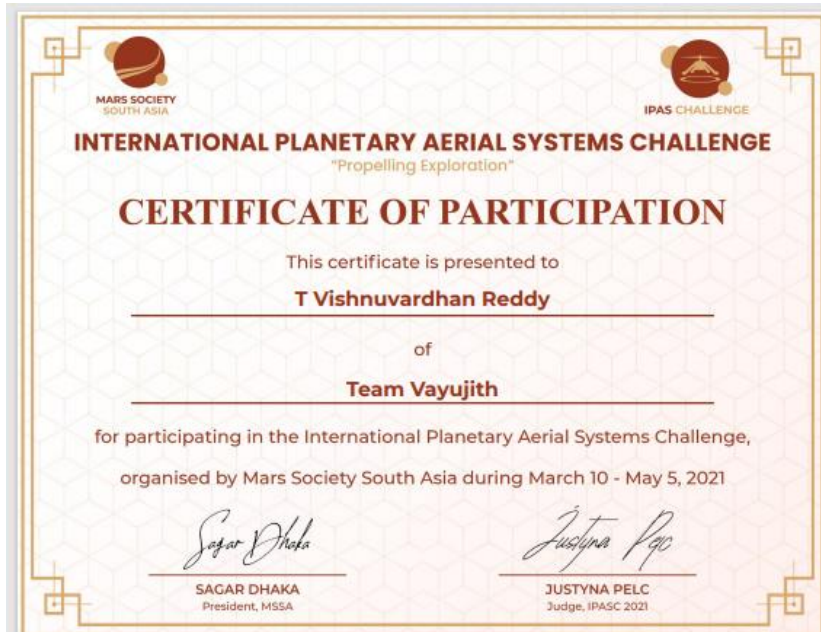 MARS SOCIETY
SOUTH ASIA
IPAS CHALLENGE
INTERNATIONAL PLANETARY AERIAL SYSTEMS CHALLENGE
"Propelling Exploration"
CERTIFICATE OF PARTICIPATION
This certificate is presented to
T Vishnuvardhan Reddy
of
Team Vayujith
for participating in the International Planetary Aerial Systems Challenge,
organised by Mars Society South Asia during March 10 - May 5, 2021
Sagar Dhaka
Justyna Pelc
SAGAR DHAKA
President, MSSA
JUSTYNA PELC
Judge, IPASC 2021